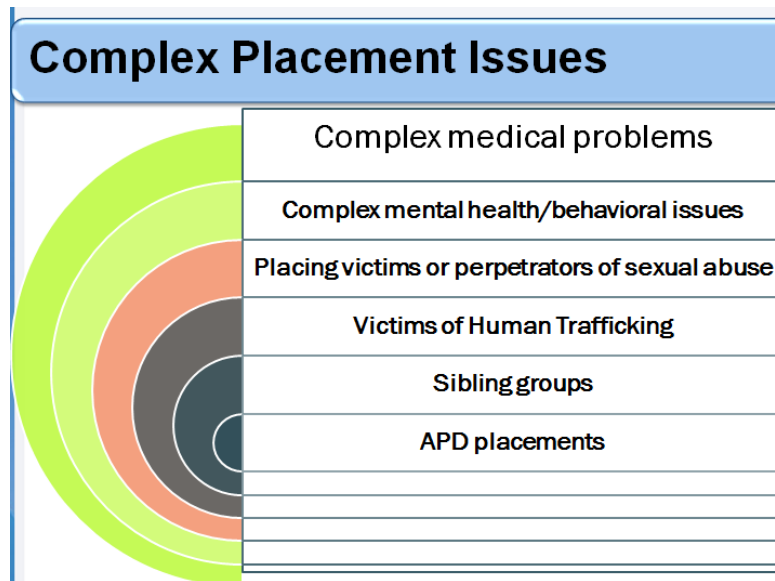 Complex Placement Issues
Complex medical problems
Complex mental health/behavioral issues
Placing victims or perpetrators of sexual abuse
Victims of Human Trafficking
Sibling groups
APD placements